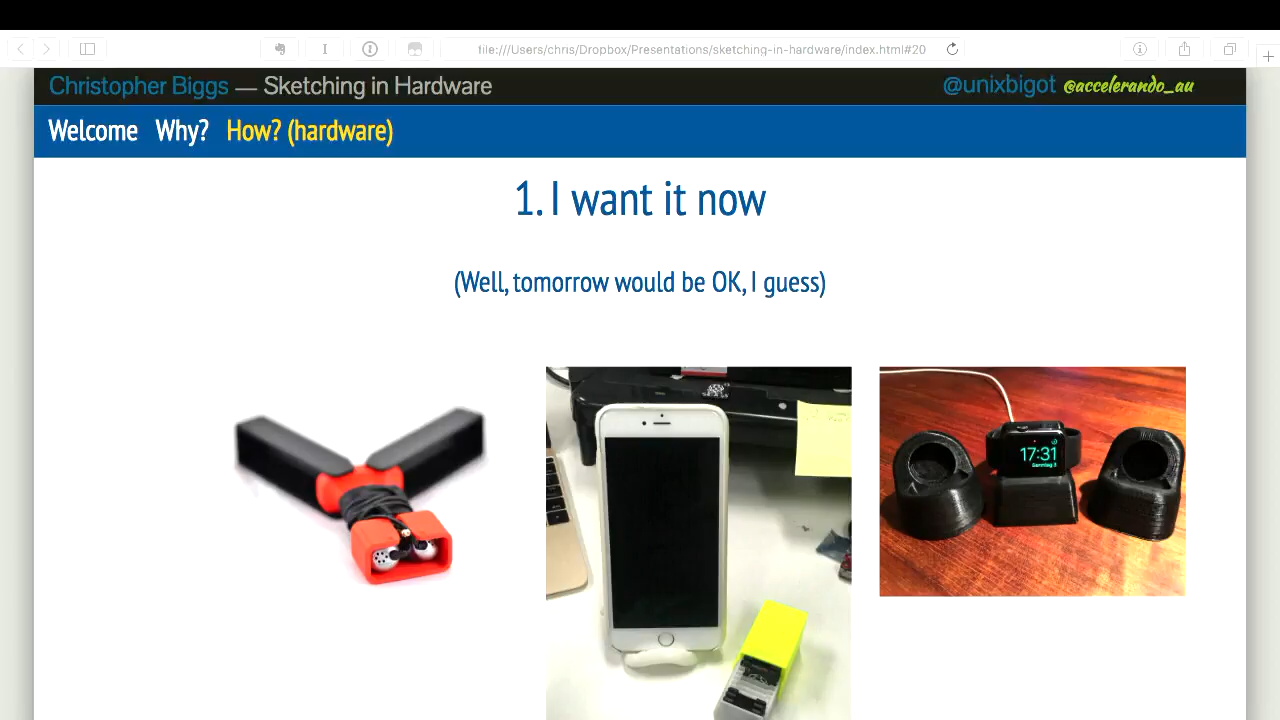 file:///Users/chris/Dropbox/Presentations/sketching-in-hardware/index.html#20
Christopher Biggs — Sketching in Hardware
@unixbigot @accelerando_au
Welcome Why? How? (hardware)
1. I want it now
(Well, tomorrow would be OK, I guess)
17:31